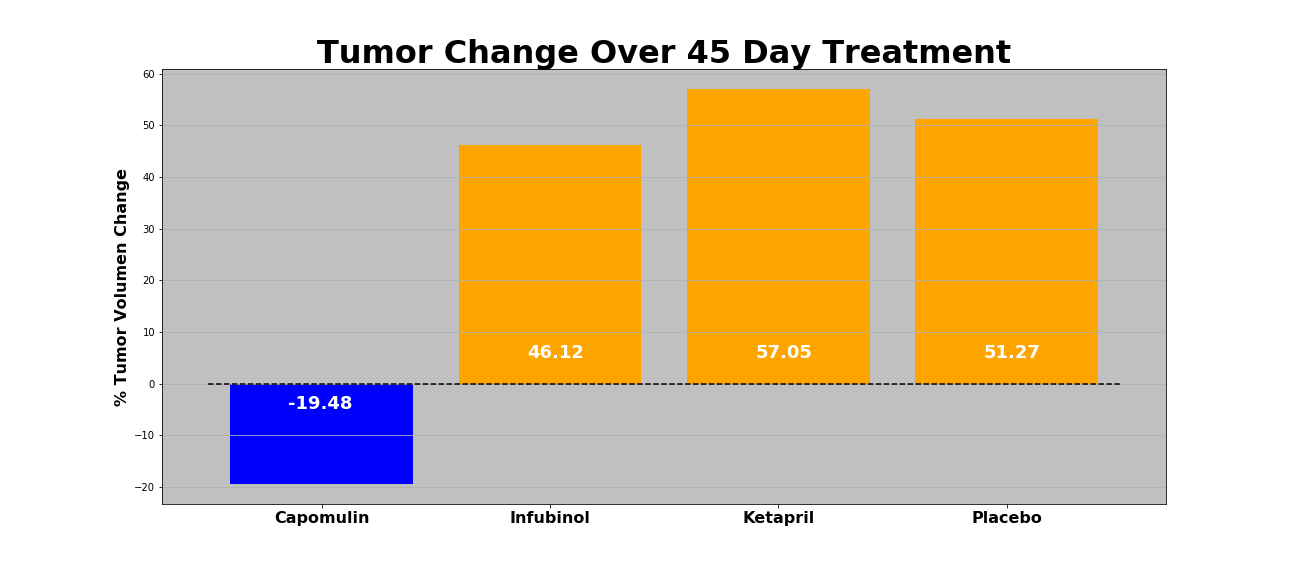 Tumor Change Over 45 Day Treatment
% Tumor Volumen Change
60
50
40
30
20
10
0
−10
−20
46.12
57.05
51.27
-19.48
Capomulin
Infubinol
Ketapril
Placebo